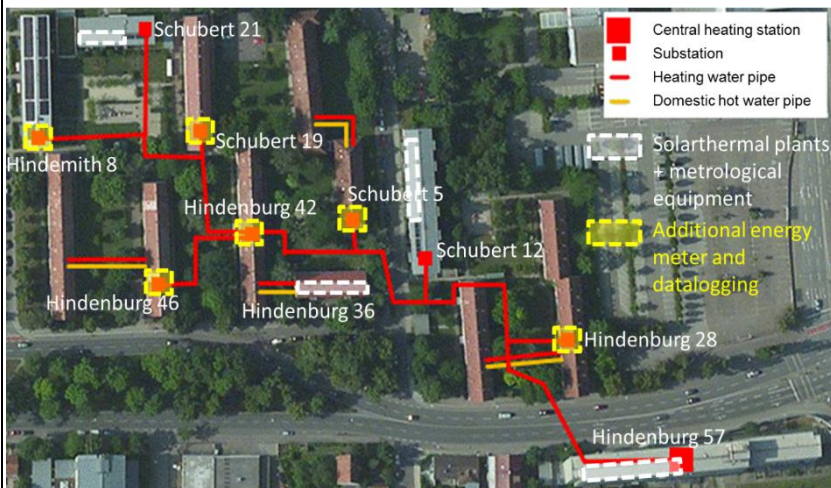 Schubert 21
Central heating station
Substation
Heating water pipe
Domestic hot water pipe
Schubert 19
Hindemith 8
Solarthermal plants
+ metrological
equipment
Schubert 5
Hindenburg 42
Additional energy
meter and
datalogging
Schubert 12
Hindenburg 46
Hindenburg 36
Hindenburg 28
Hindenburg 57